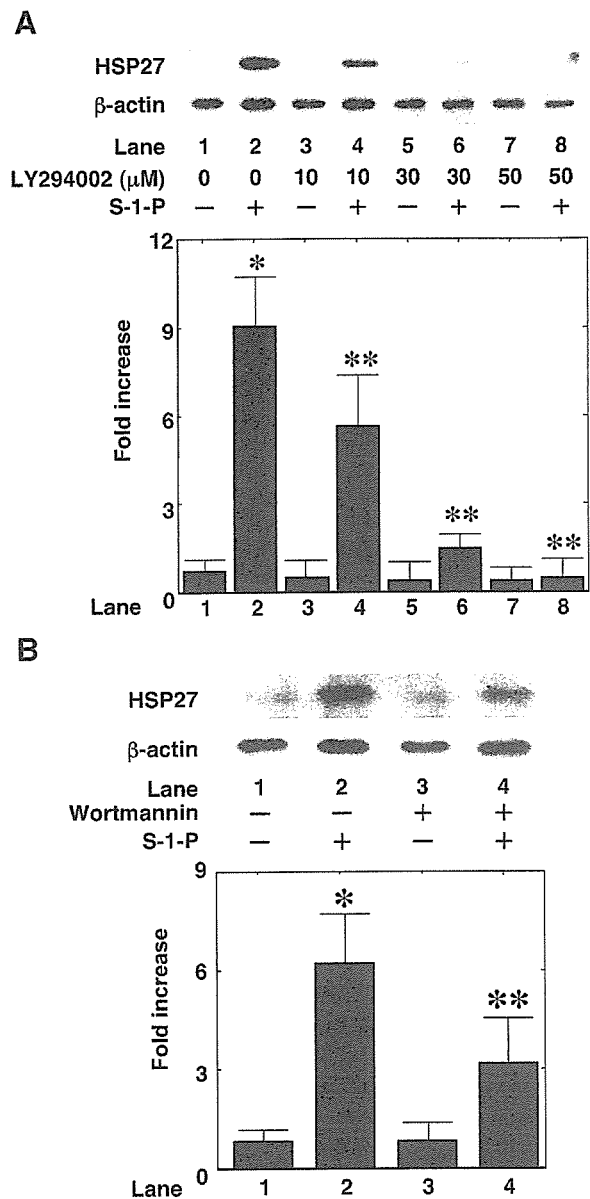 A
HSP27
β-actin
Lane 1 2 3 4 5 6 7 8
LY294002 (μM) 0 0 10 10 30 30 50 50
S-1-P − + − + − + − +
12
9
6
3
0
Fold increase
*
**
**
**
Lane 1 2 3 4 5 6 7 8
B
HSP27
β-actin
Lane 1 2 3 4
Wortmannin − − + +
S-1-P − + − +
9
6
3
0
Fold increase
*
**
Lane 1 2 3 4